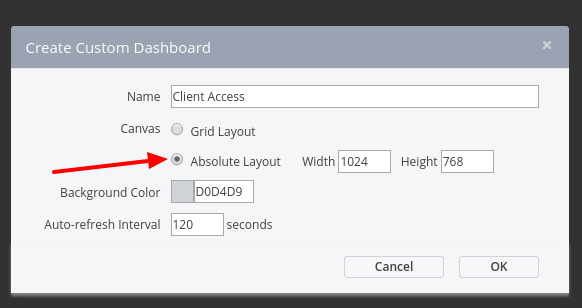 Create Custom Dashboard ×
Name Client Access
Canvas Grid Layout
Absolute Layout Width 1024 Height 768
Background Color D0D4D9
Auto-refresh Interval 120 seconds
Cancel OK